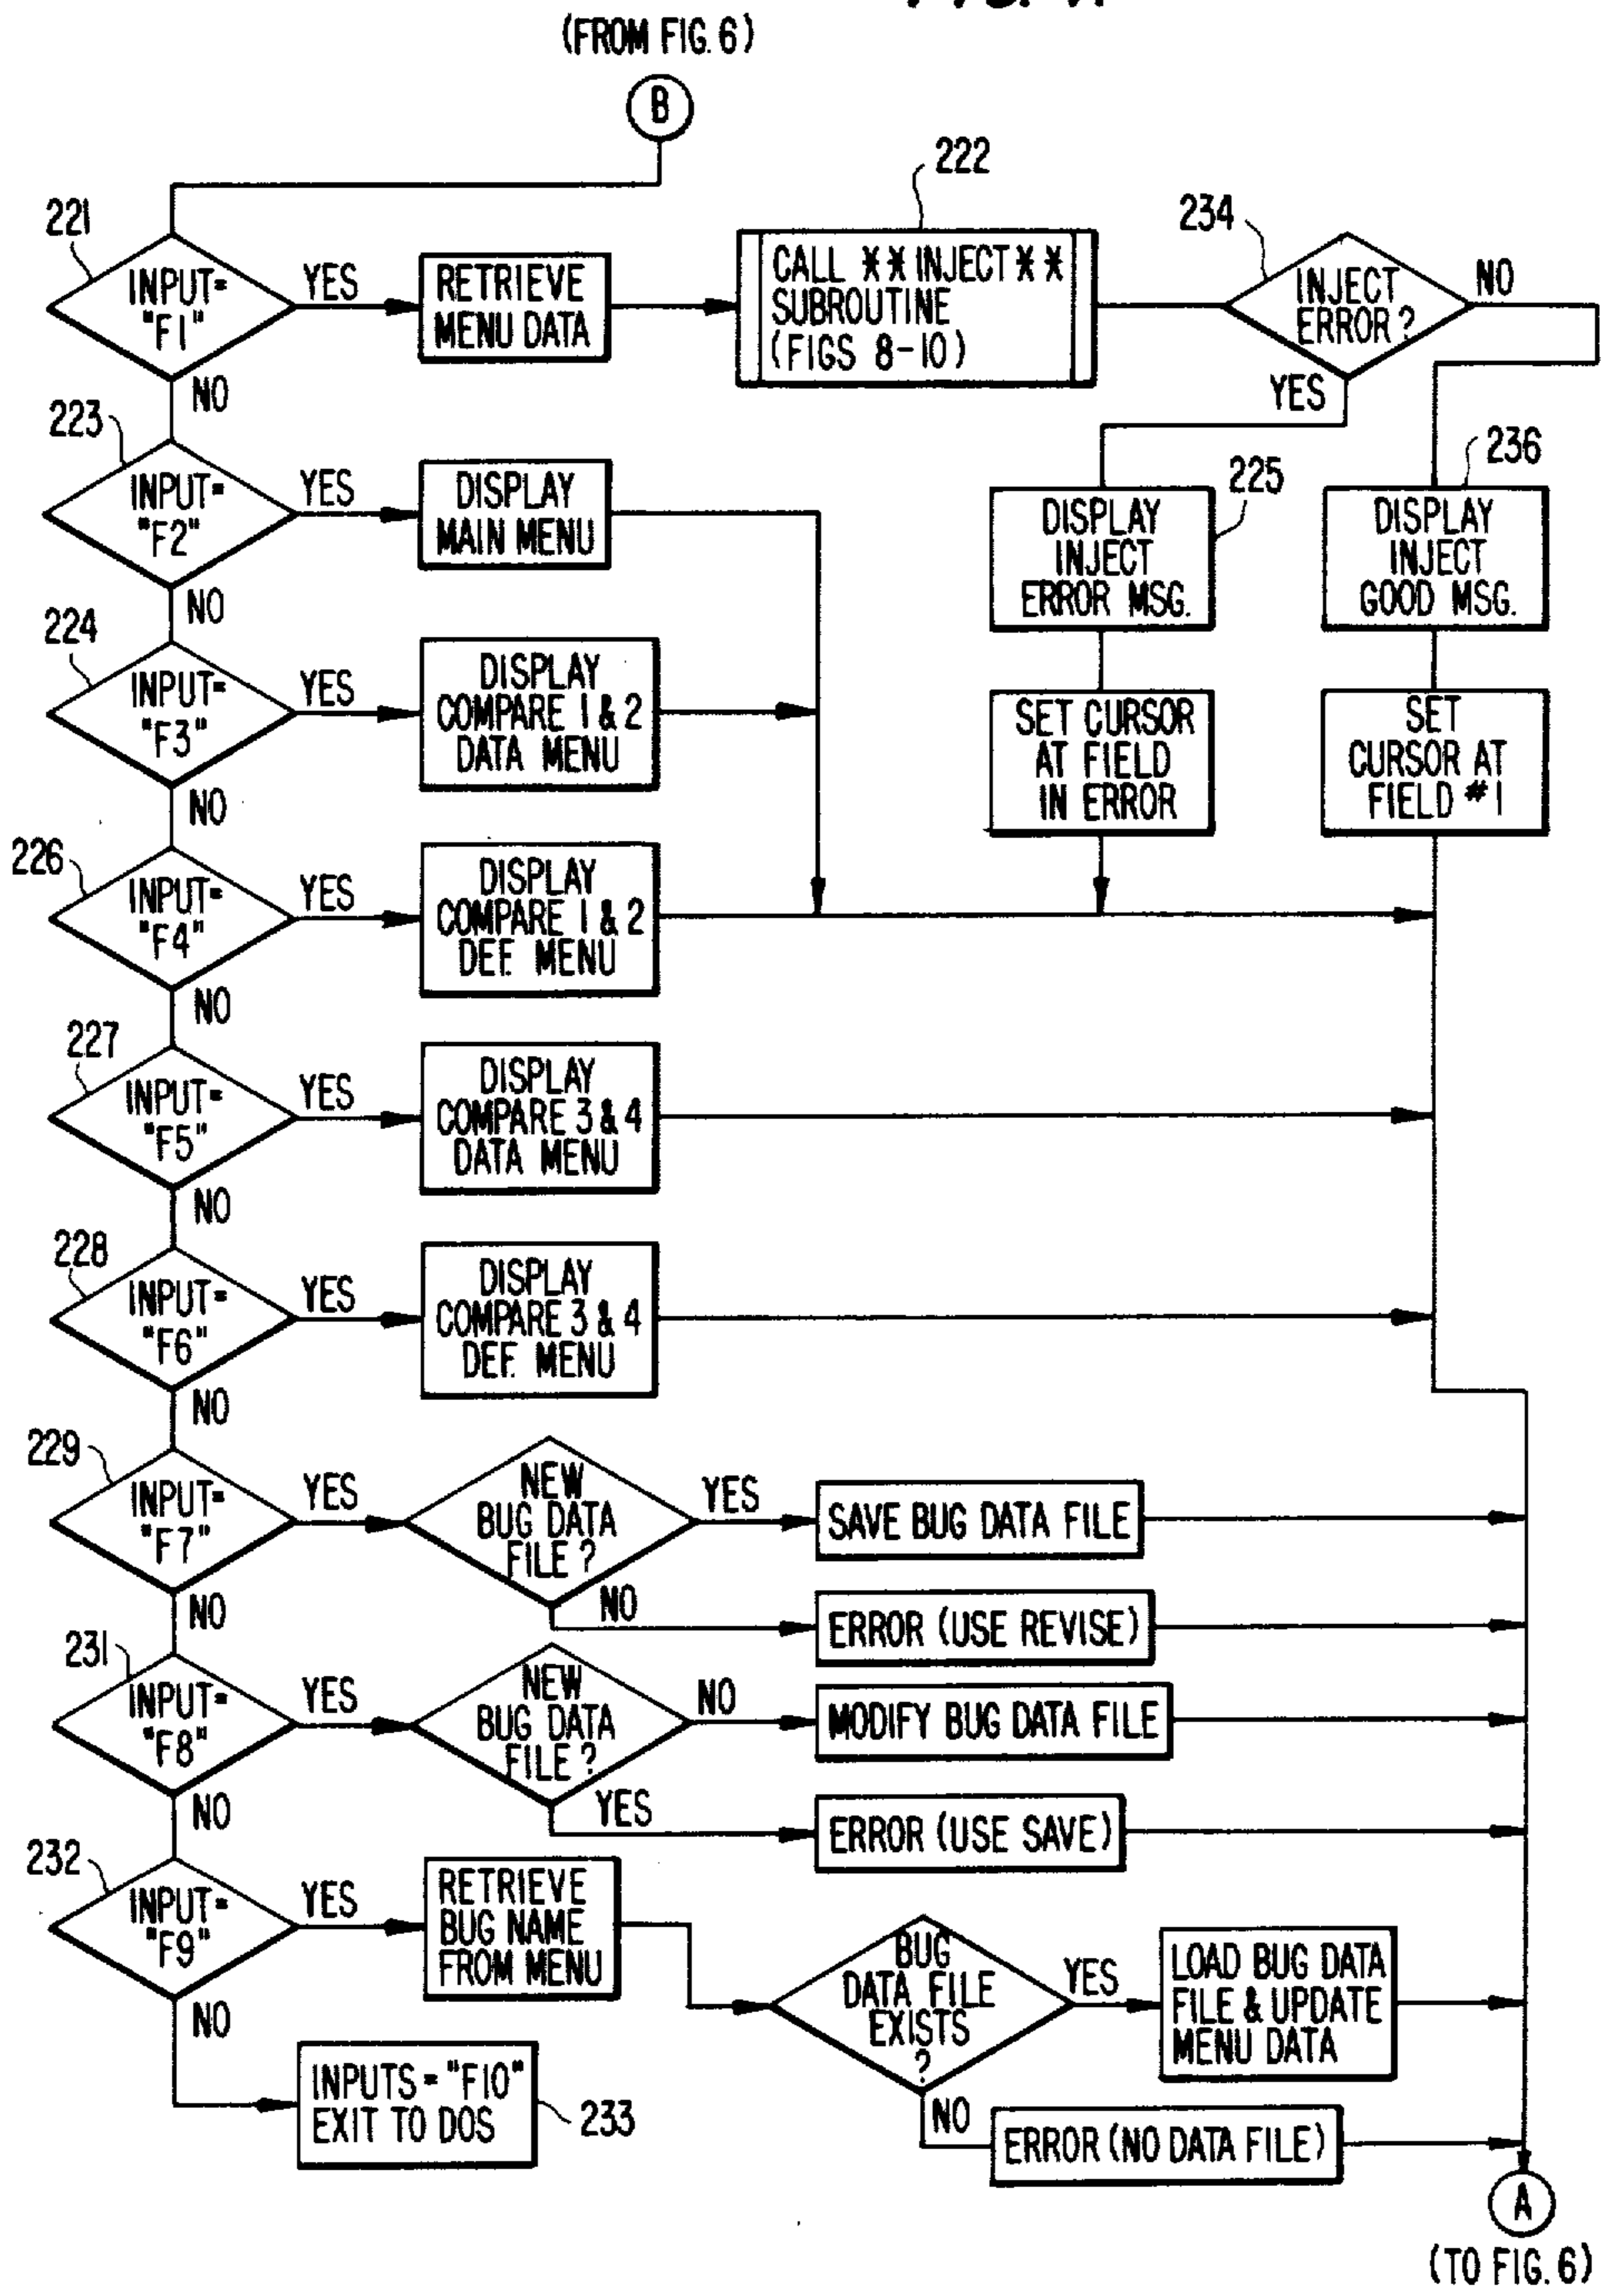 (FROM FIG. 6)
B
222
221
234
INPUT=
"F1"
YES
RETRIEVE
MENU DATA
CALL **INJECT**
SUBROUTINE
(FIGS 8-10)
INJECT
ERROR?
NO
YES
NO
223
INPUT=
"F2"
YES
DISPLAY
MAIN MENU
225
DISPLAY
INJECT
ERROR MSG.
236
DISPLAY
INJECT
GOOD MSG.
NO
224
INPUT=
"F3"
YES
DISPLAY
COMPARE 1 & 2
DATA MENU
SET CURSOR
AT FIELD
IN ERROR
SET
CURSOR AT
FIELD #1
NO
226
INPUT=
"F4"
YES
DISPLAY
COMPARE 1 & 2
DEF. MENU
NO
227
INPUT=
"F5"
YES
DISPLAY
COMPARE 3 & 4
DATA MENU
NO
228
INPUT=
"F6"
YES
DISPLAY
COMPARE 3 & 4
DEF. MENU
NO
229
INPUT=
"F7"
YES
NEW
BUG DATA
FILE?
YES
SAVE BUG DATA FILE
NO
ERROR (USE REVISE)
NO
231
INPUT=
"F8"
YES
NEW
BUG DATA
FILE?
NO
MODIFY BUG DATA FILE
YES
ERROR (USE SAVE)
NO
232
INPUT=
"F9"
YES
RETRIEVE
BUG NAME
FROM MENU
BUG
DATA FILE
EXISTS
?
YES
LOAD BUG DATA
FILE & UPDATE
MENU DATA
NO
ERROR (NO DATA FILE)
NO
INPUTS = "F10"
EXIT TO DOS
233
A
(TO FIG. 6)